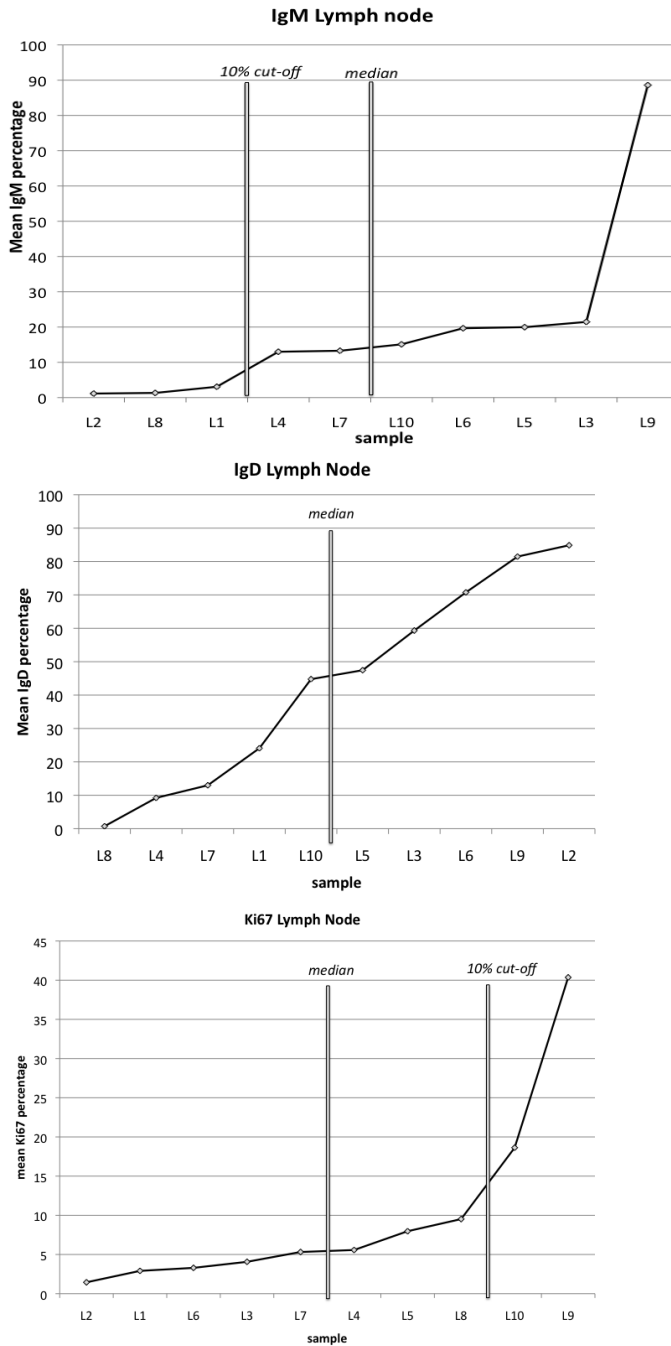 IgM Lymph node
10% cut-off median
Mean IgM percentage
100
90
80
70
60
50
40
30
20
10
0
L2 L8 L1 L4 L7 L10 L6 L5 L3 L9
sample
IgD Lymph Node
median
Mean IgD percentage
100
90
80
70
60
50
40
30
20
10
0
L8 L4 L7 L1 L10 L5 L3 L6 L9 L2
sample
Ki67 Lymph Node
median 10% cut-off
mean Ki67 percentage
45
40
35
30
25
20
15
10
5
0
L2 L1 L6 L3 L7 L4 L5 L8 L10 L9
sample